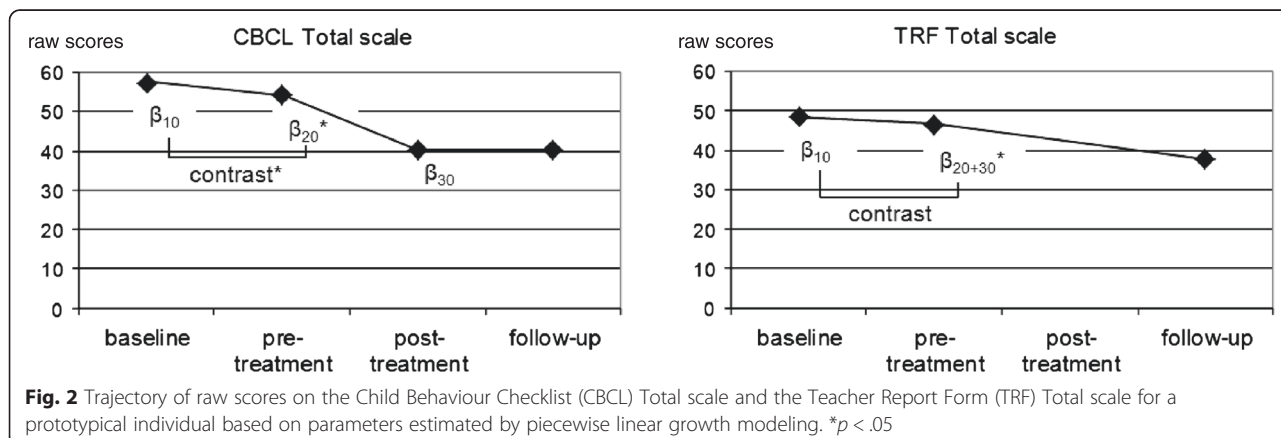 raw scores
CBCL Total scale
60
50
40
30
20
10
0
β10
β20*
contrast*
β30
baseline
pre-
treatment
post-
treatment
follow-up
raw scores
TRF Total scale
60
50
40
30
20
10
0
β10
β20+30*
contrast
baseline
pre-
treatment
post-
treatment
follow-up
Fig. 2 Trajectory of raw scores on the Child Behaviour Checklist (CBCL) Total scale and the Teacher Report Form (TRF) Total scale for a
prototypical individual based on parameters estimated by piecewise linear growth modeling. *p < .05